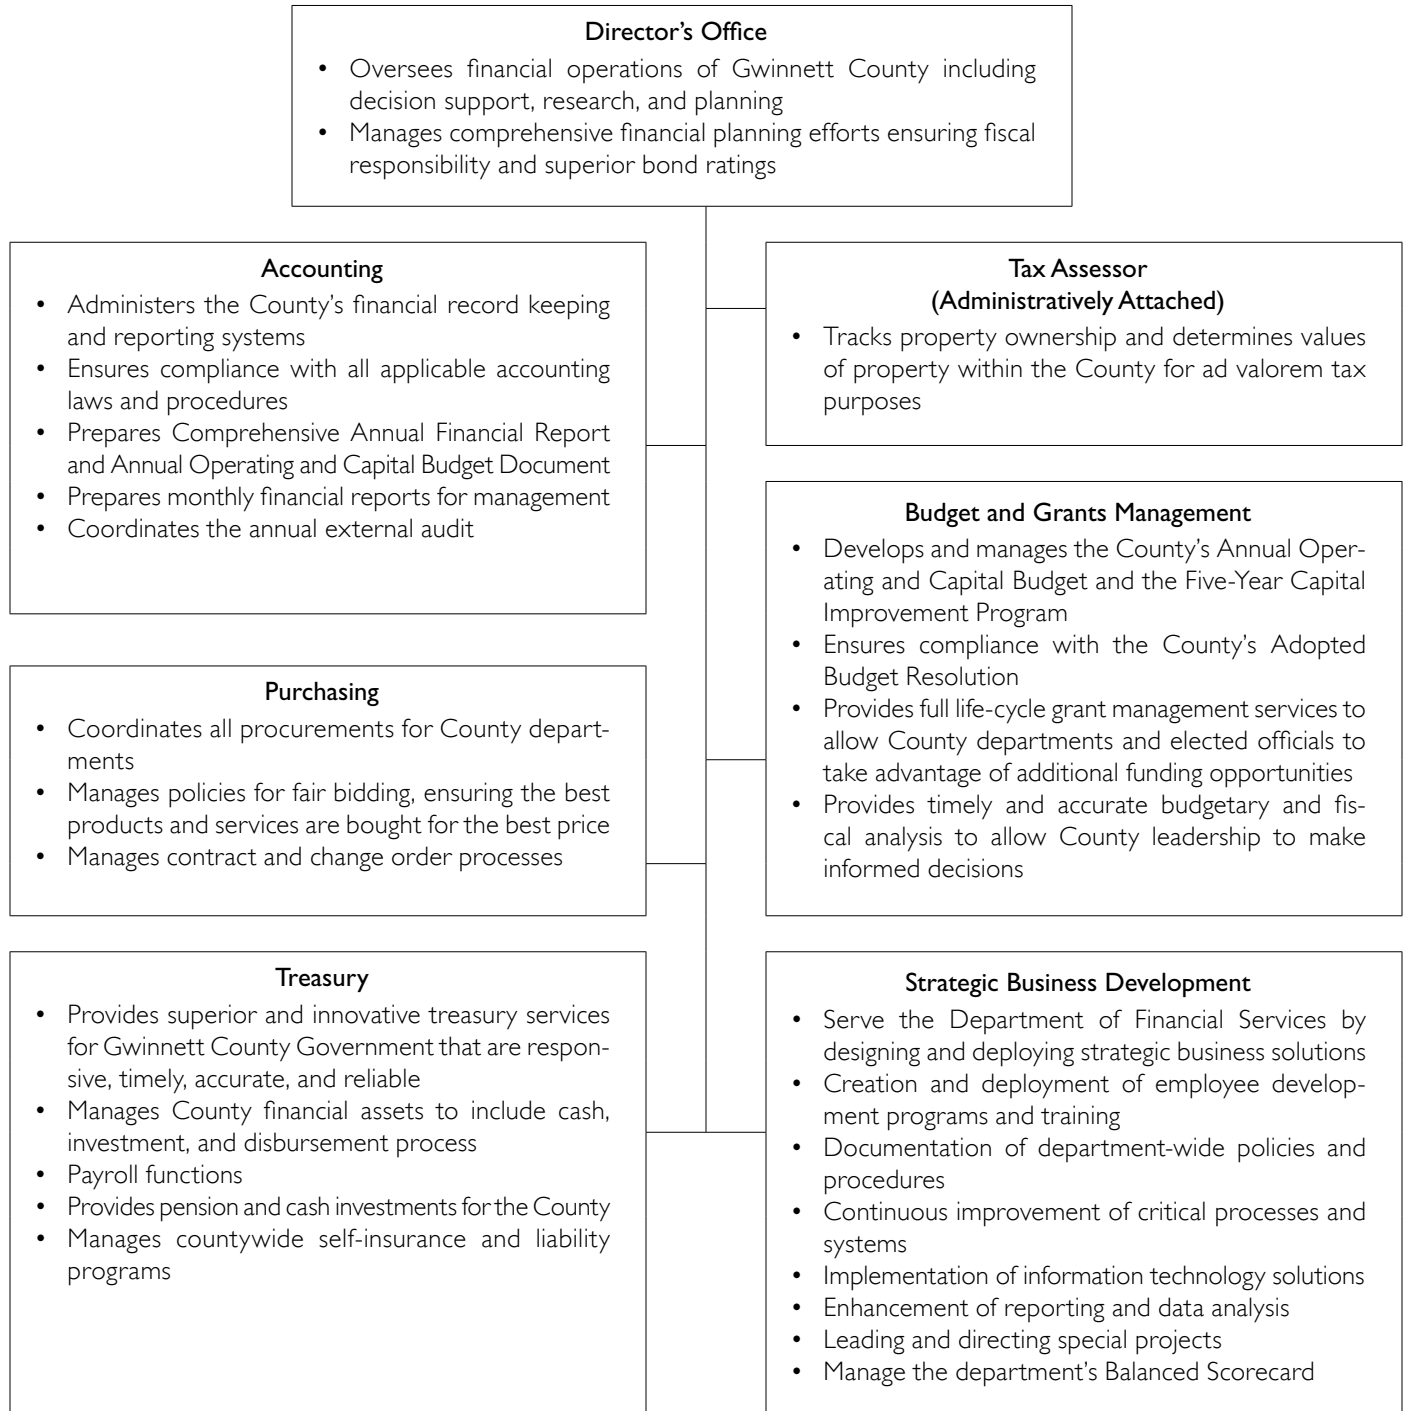 Director’s Office
• Oversees financial operations of Gwinnett County including
decision support, research, and planning
• Manages comprehensive financial planning efforts ensuring fiscal
responsibility and superior bond ratings
Accounting
• Administers the County’s financial record keeping
and reporting systems
• Ensures compliance with all applicable accounting
laws and procedures
• Prepares Comprehensive Annual Financial Report
and Annual Operating and Capital Budget Document
• Prepares monthly financial reports for management
• Coordinates the annual external audit
Tax Assessor
(Administratively Attached)
• Tracks property ownership and determines values
of property within the County for ad valorem tax
purposes
Budget and Grants Management
• Develops and manages the County’s Annual Oper-
ating and Capital Budget and the Five-Year Capital
Improvement Program
• Ensures compliance with the County’s Adopted
Budget Resolution
• Provides full life-cycle grant management services to
allow County departments and elected officials to
take advantage of additional funding opportunities
• Provides timely and accurate budgetary and fis-
cal analysis to allow County leadership to make
informed decisions
Purchasing
• Coordinates all procurements for County depart-
ments
• Manages policies for fair bidding, ensuring the best
products and services are bought for the best price
• Manages contract and change order processes
Treasury
• Provides superior and innovative treasury services
for Gwinnett County Government that are respon-
sive, timely, accurate, and reliable
• Manages County financial assets to include cash,
investment, and disbursement process
• Payroll functions
• Provides pension and cash investments for the County
• Manages countywide self-insurance and liability
programs
Strategic Business Development
• Serve the Department of Financial Services by
designing and deploying strategic business solutions
• Creation and deployment of employee develop-
ment programs and training
• Documentation of department-wide policies and
procedures
• Continuous improvement of critical processes and
systems
• Implementation of information technology solutions
• Enhancement of reporting and data analysis
• Leading and directing special projects
• Manage the department’s Balanced Scorecard